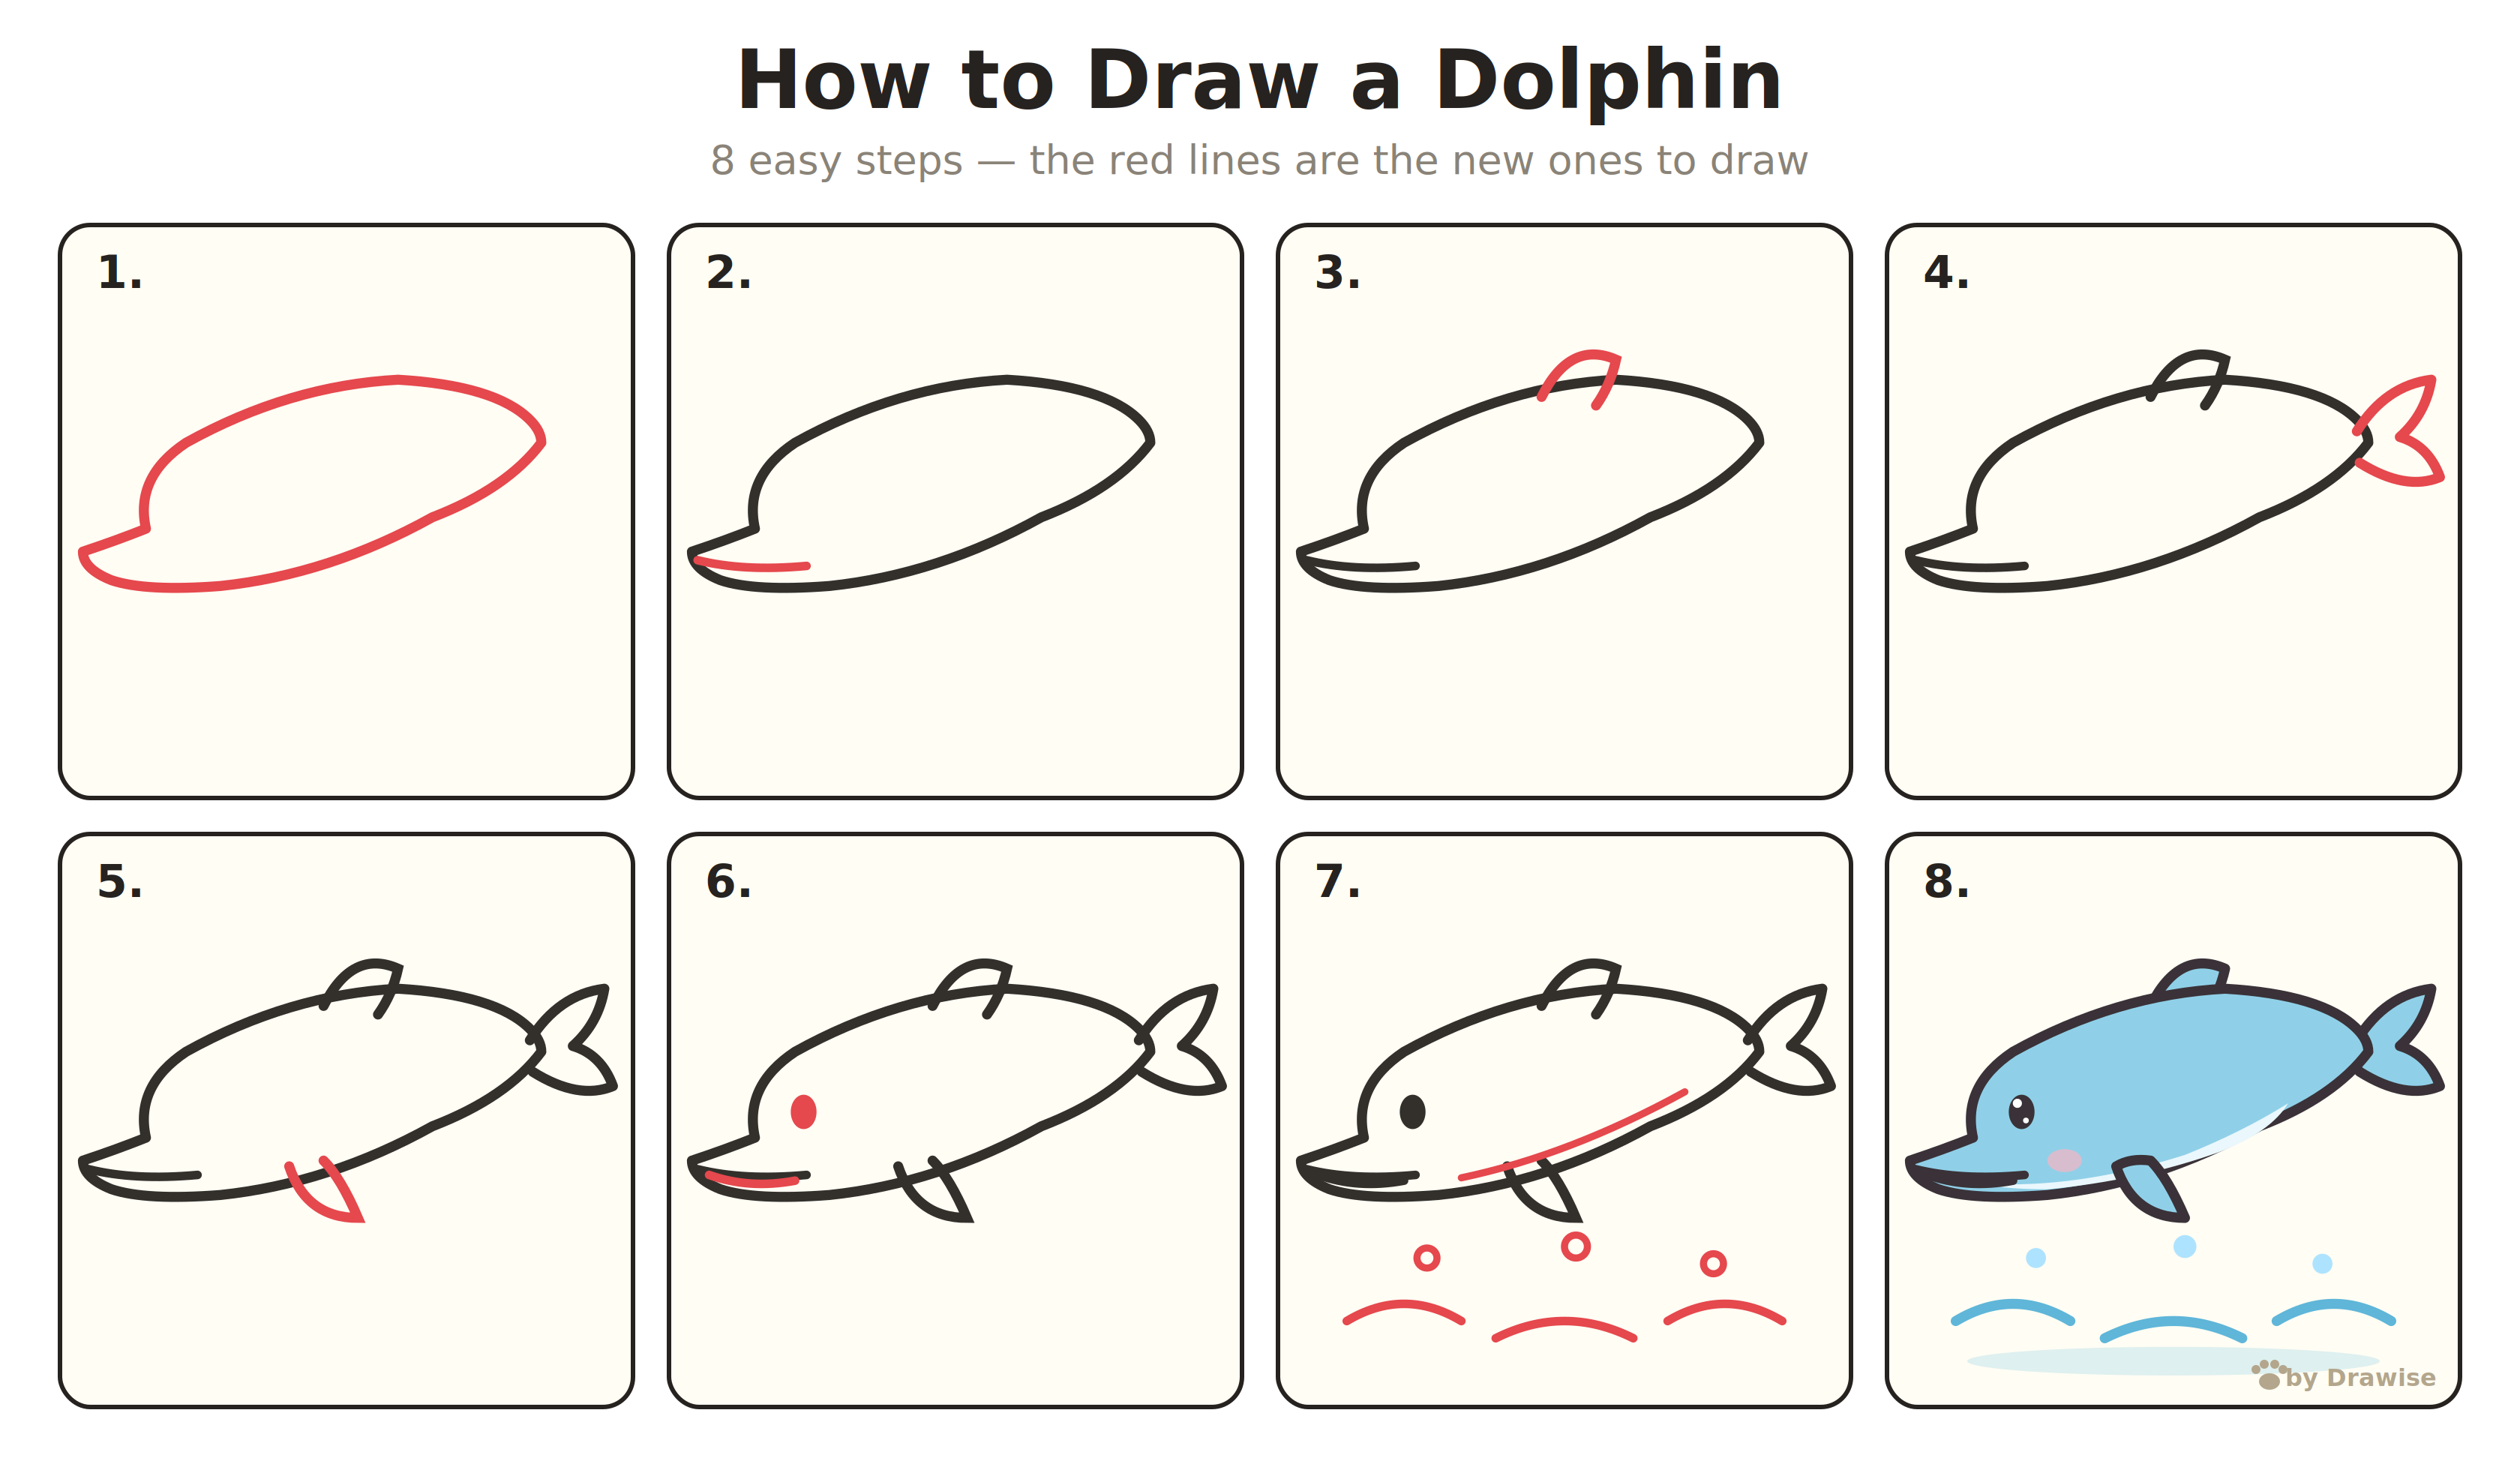 How to Draw a Dolphin
8 easy steps — the red lines are the new ones to draw
1.
2.
3.
4.
5.
6.
7.
8.
by Drawise